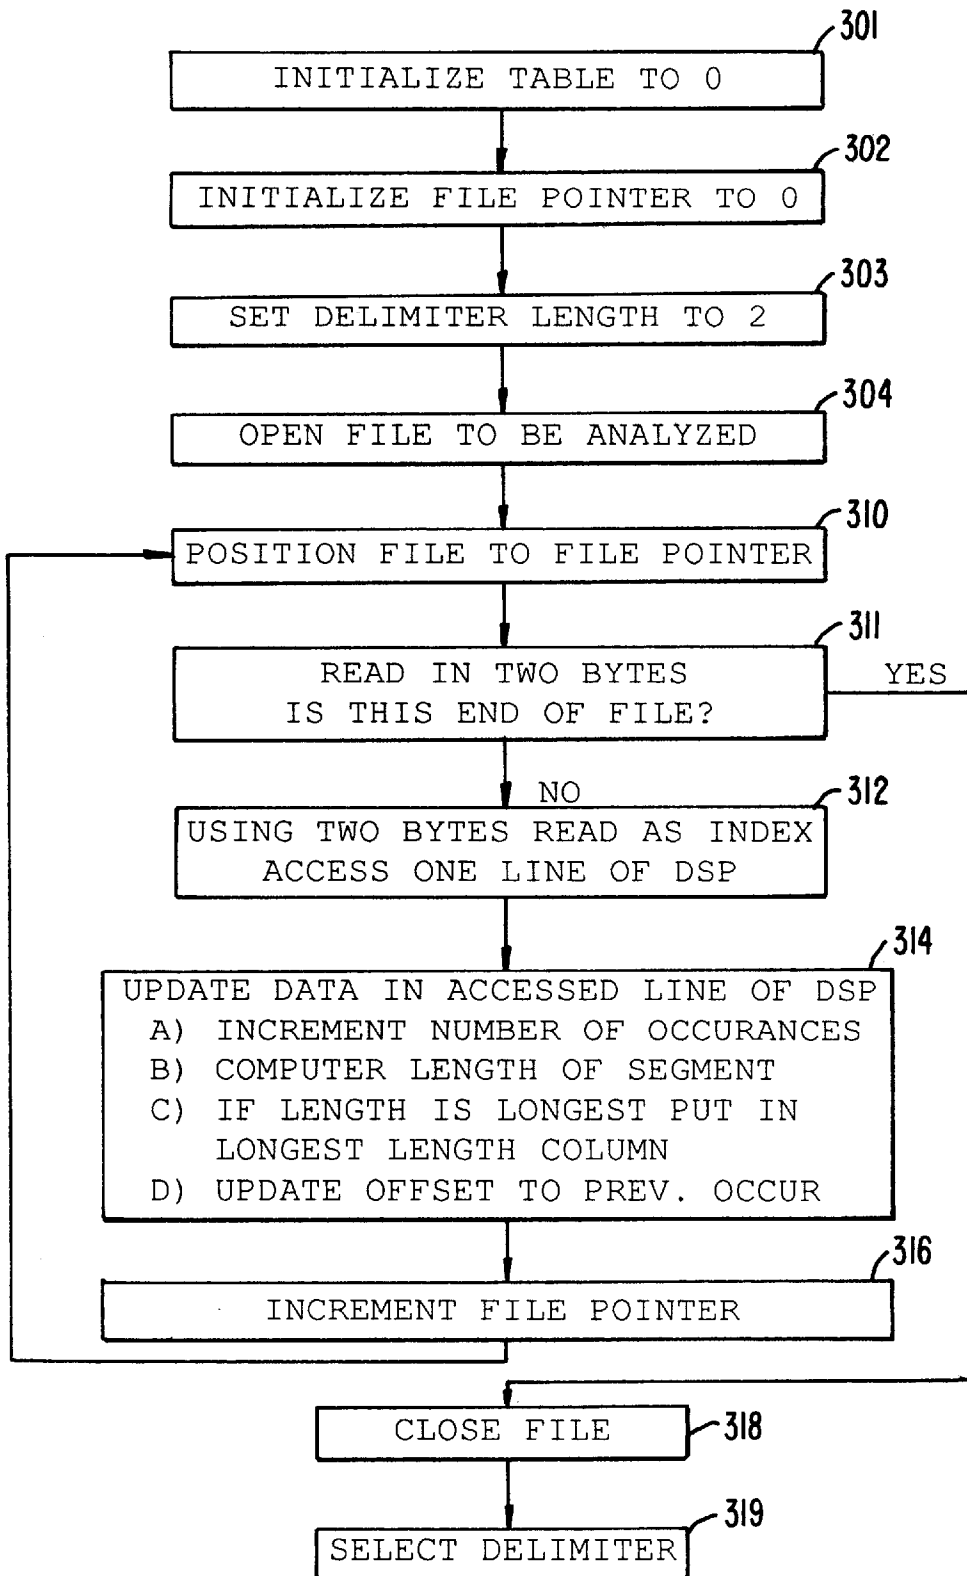 301
INITIALIZE TABLE TO 0
302
INITIALIZE FILE POINTER TO 0
303
SET DELIMITER LENGTH TO 2
304
OPEN FILE TO BE ANALYZED
310
POSITION FILE TO FILE POINTER
311
READ IN TWO BYTES
IS THIS END OF FILE?
YES
NO
312
USING TWO BYTES READ AS INDEX
ACCESS ONE LINE OF DSP
314
UPDATE DATA IN ACCESSED LINE OF DSP
A) INCREMENT NUMBER OF OCCURANCES
B) COMPUTER LENGTH OF SEGMENT
C) IF LENGTH IS LONGEST PUT IN
LONGEST LENGTH COLUMN
D) UPDATE OFFSET TO PREV. OCCUR
316
INCREMENT FILE POINTER
CLOSE FILE
318
319
SELECT DELIMITER